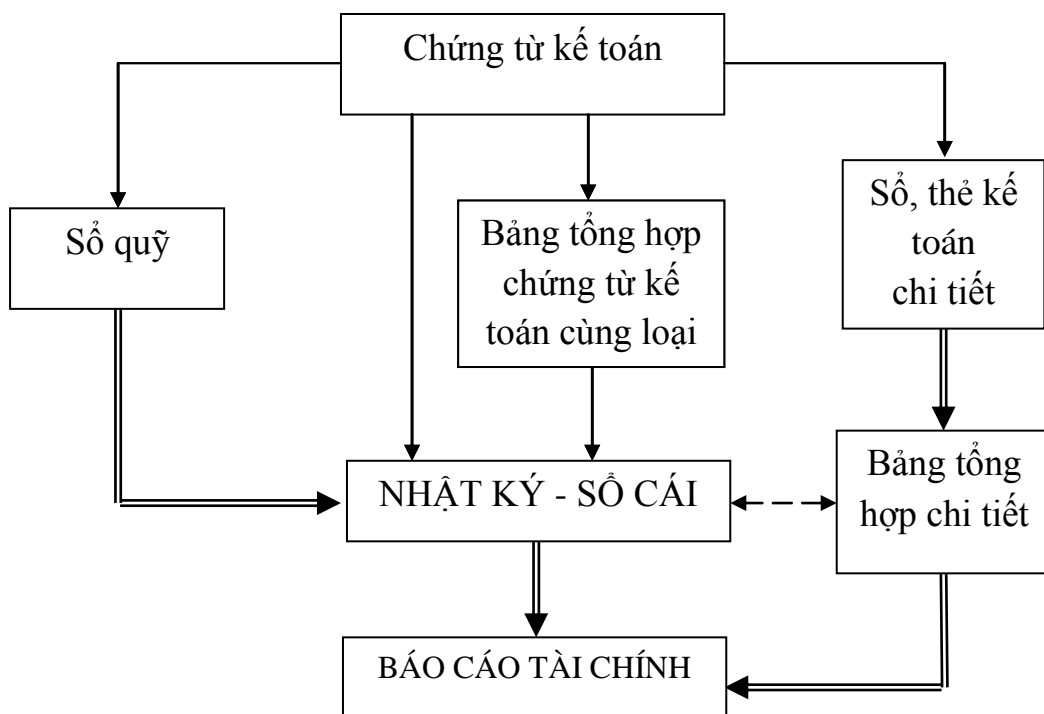 Chứng từ kế toán
Sổ quỹ
Bảng tổng hợp
chứng từ kế
toán cùng loại
Sổ, thẻ kế
toán
chi tiết
NHẬT KÝ - SỔ CÁI
Bảng tổng
hợp chi tiết
BÁO CÁO TÀI CHÍNH